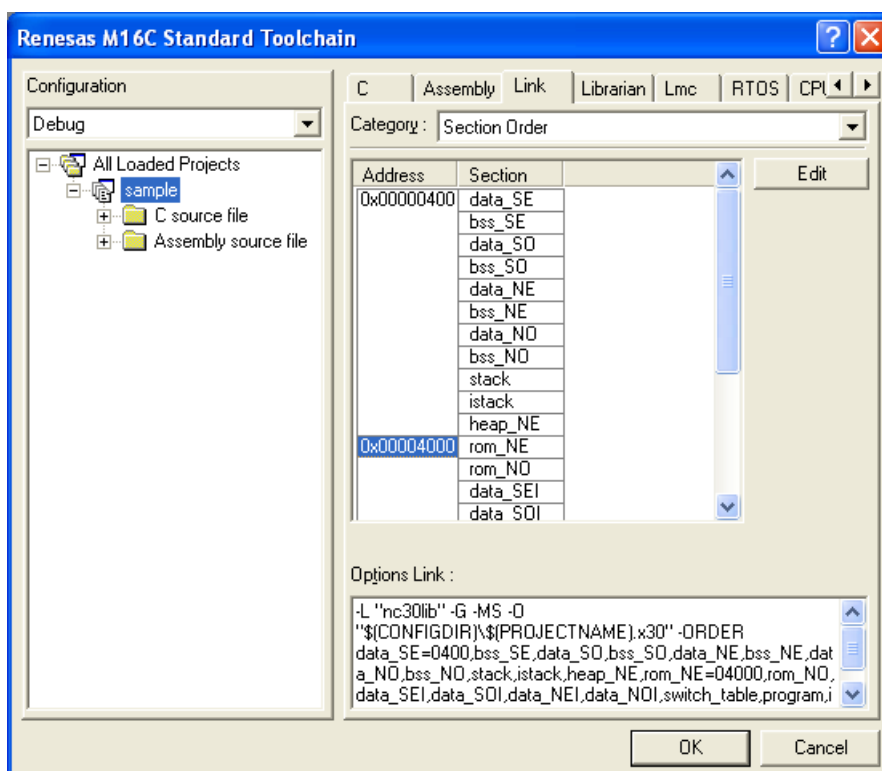 Renesas M16C Standard Toolchain
Configuration
Debug
All Loaded Projects
sample
C source file
Assembly source file
C Assembly Link Librarian Lmc RTOS CPU
Category : Section Order
Address Section
0x00000400 data_SE
bss_SE
data_SO
bss_SO
data_NE
bss_NE
data_NO
bss_NO
stack
istack
heap_NE
0x00004000 rom_NE
rom_NO
data_SEI
data_SOI
Edit
Options Link :
-L "nc30lib" -G -MS -O
"$(CONFIGDIR)\$(PROJECTNAME).x30" -ORDER
data_SE=0400,bss_SE,data_SO,bss_SO,data_NE,bss_NE,dat
a_NO,bss_NO,stack,istack,heap_NE,rom_NE=04000,rom_NO,
data_SEI,data_SOI,data_NEI,data_NOI,switch_table,program,i
OK Cancel